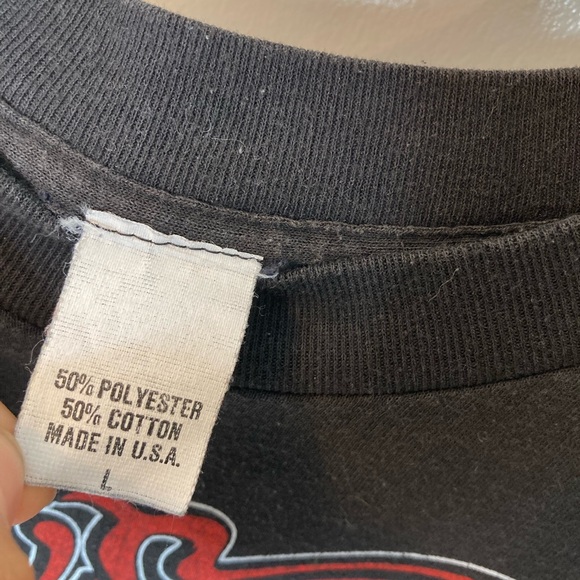 50% POLYESTER
50% COTTON
MADE IN U.S.A.
L